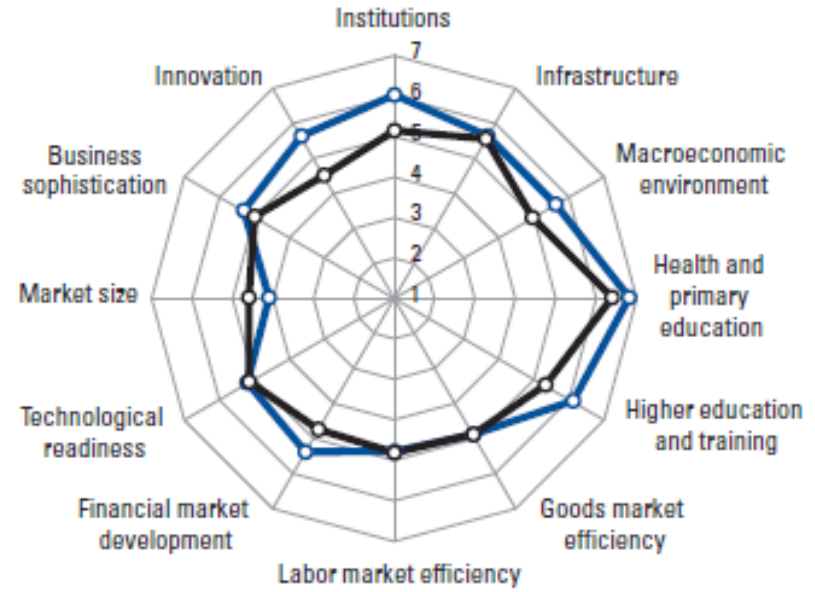 Institutions
7
Innovation
6
Infrastructure
5
Business
sophistication
Macroeconomic
environment
4
3
2
Market size
1
Health and
primary
education
Technological
readiness
Higher education
and training
Financial market
development
Goods market
efficiency
Labor market efficiency